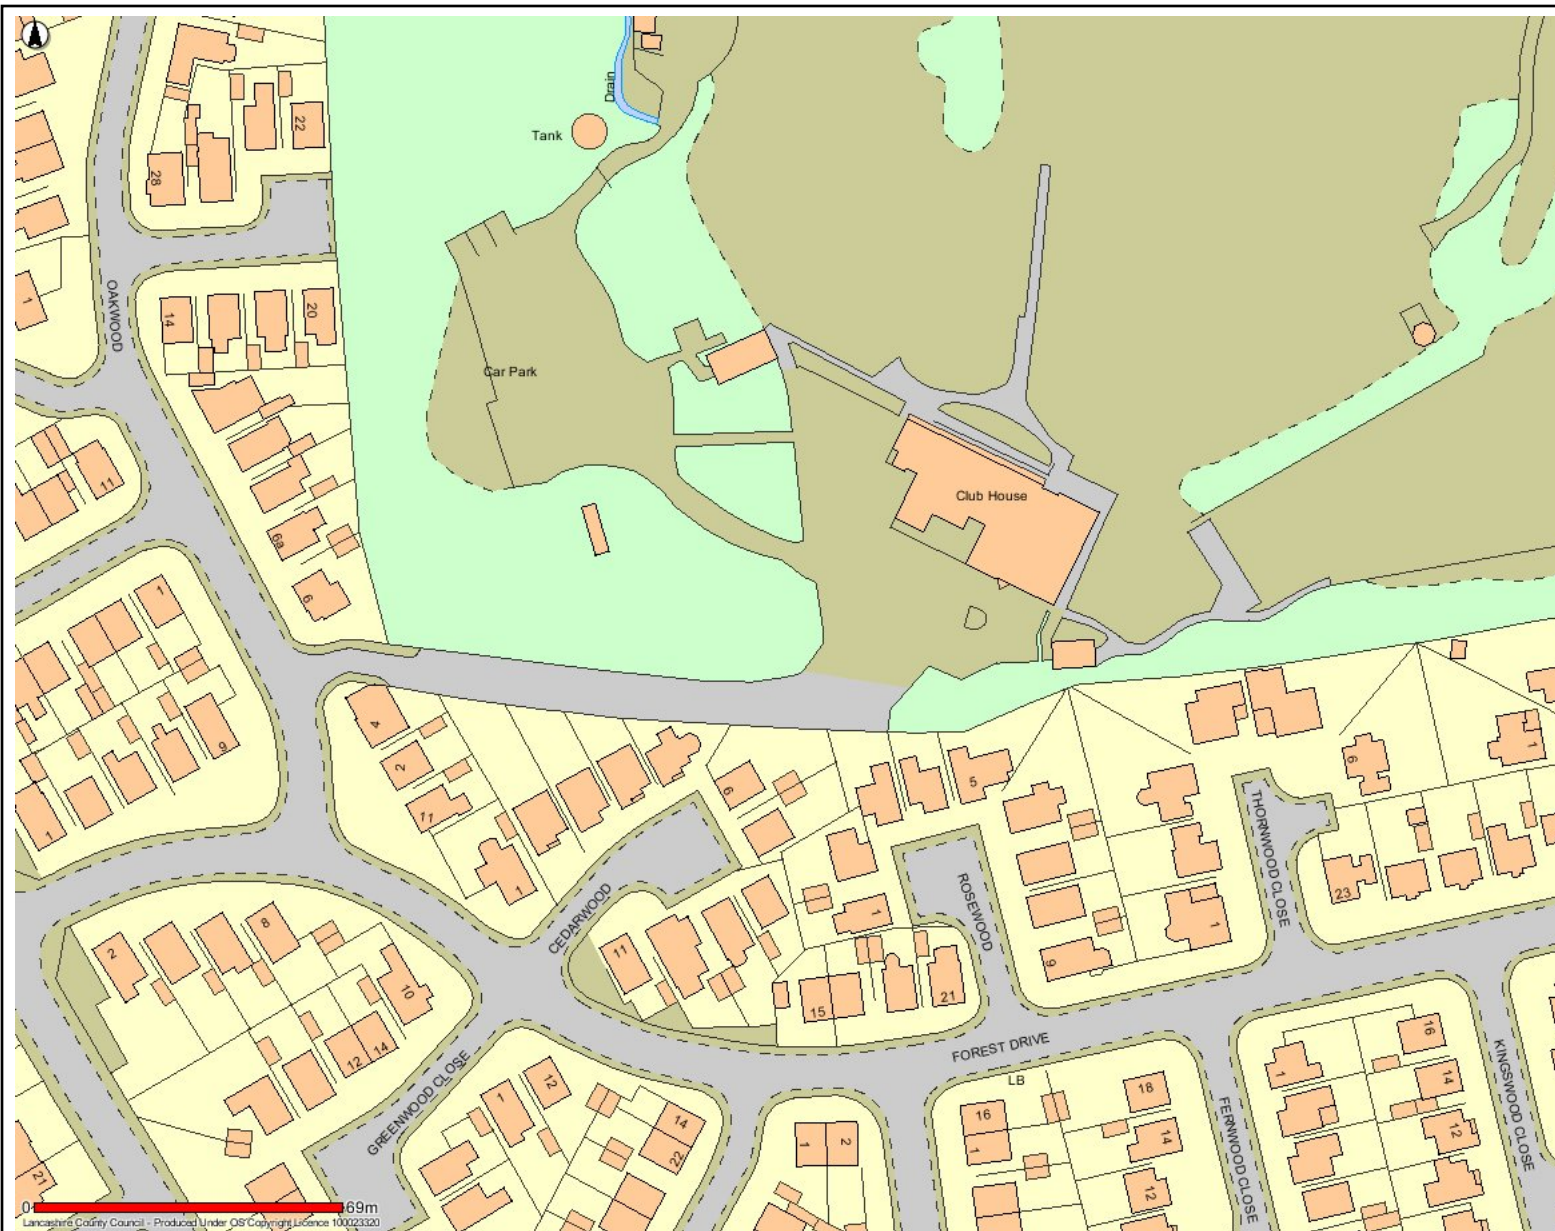 Drain
Tank
22
28
1
OAKWOOD
14
20
Car Park
11
6a
Club House
6
1
9
4
2
11
1
1
6
5
6
1
THORNWOOD CLOSE
23
CEDARWOOD
ROSEWOOD
1
1
9
11
15
21
2
8
10
12
14
FOREST DRIVE
LB
GREENWOOD CLOSE
1
12
14
22
1
2
16
1
18
14
12
FERNWOOD CLOSE
1
16
14
12
KINGSWOOD CLOSE
21
0
69m
Lancashire County Council - Produced Under OS Copyright Licence 100023320